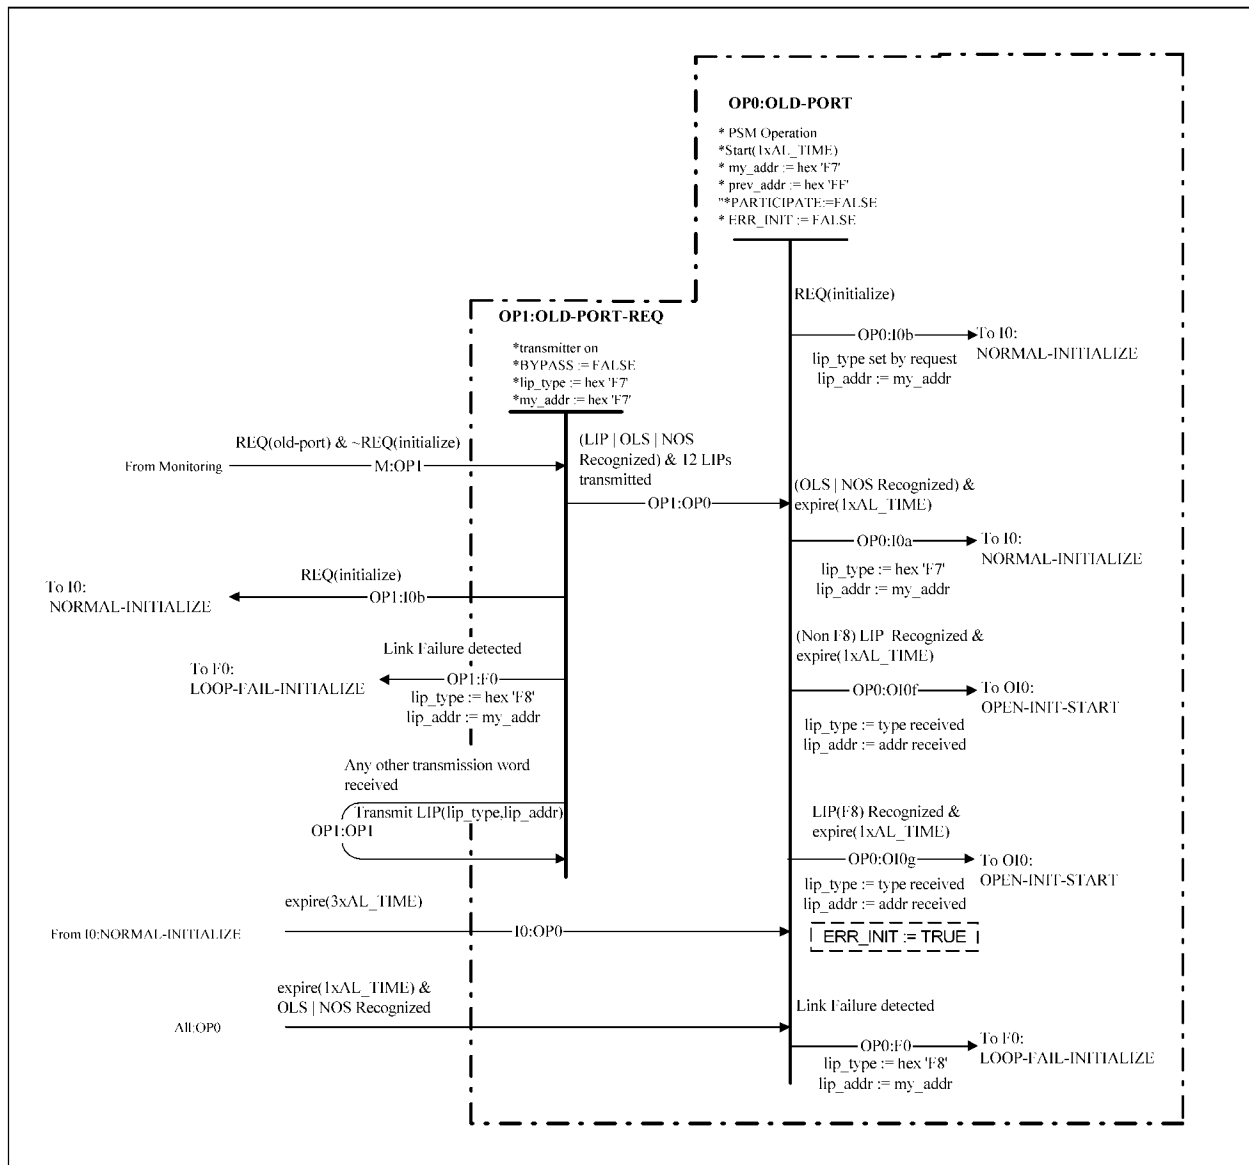 OP0:OLD-PORT
* PSM Operation
*Start(1xAL_TIME)
* my_addr := hex 'F7'
* prev_addr := hex 'FF'
"*PARTICIPATE:=FALSE
* ERR_INIT := FALSE
REQ(initialize)
OP0:I0b
To I0:
NORMAL-INITIALIZE
lip_type set by request
lip_addr := my_addr
OP1:OLD-PORT-REQ
*transmitter on
*BYPASS := FALSE
*lip_type := hex 'F7'
*my_addr := hex 'F7'
REQ(old-port) & ~REQ(initialize)
From Monitoring
M:OP1
(LIP | OLS | NOS
Recognized) & 12 LIPs
transmitted
OP1:OP0
(OLS | NOS Recognized) &
expire(1xAL_TIME)
OP0:I0a
To I0:
NORMAL-INITIALIZE
lip_type := hex 'F7'
lip_addr := my_addr
REQ(initialize)
To I0:
NORMAL-INITIALIZE
OP1:I0b
Link Failure detected
To F0:
LOOP-FAIL-INITIALIZE
OP1:F0
lip_type := hex 'F8'
lip_addr := my_addr
(Non F8) LIP Recognized &
expire(1xAL_TIME)
OP0:OI0f
To OI0:
OPEN-INIT-START
lip_type := type received
lip_addr := addr received
Any other transmission word
received
Transmit LIP(lip_type,lip_addr)
OP1:OP1
LIP(F8) Recognized &
expire(1xAL_TIME)
OP0:OI0g
To OI0:
OPEN-INIT-START
lip_type := type received
lip_addr := addr received
ERR_INIT := TRUE
expire(3xAL_TIME)
From I0:NORMAL-INITIALIZE
I0:OP0
expire(1xAL_TIME) &
OLS | NOS Recognized
All:OP0
Link Failure detected
OP0:F0
To F0:
LOOP-FAIL-INITIALIZE
lip_type := hex 'F8'
lip_addr := my_addr